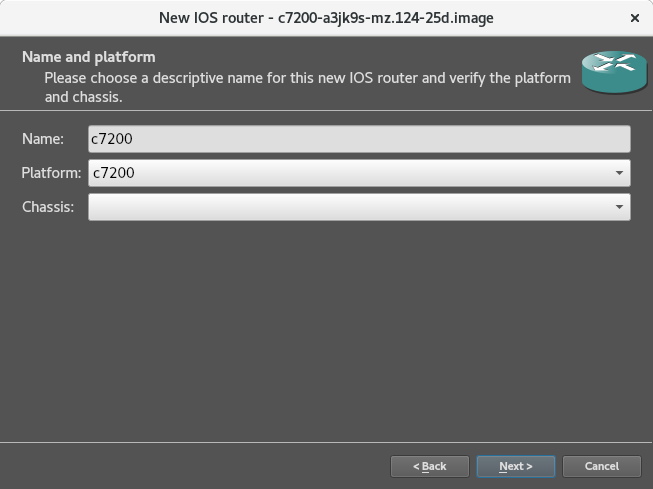 New IOS router - c7200-a3jk9s-mz.124-25d.image
Name and platform
Please choose a descriptive name for this new IOS router and verify the platform
and chassis.
Name: c7200
Platform: c7200
Chassis:
< Back Next > Cancel